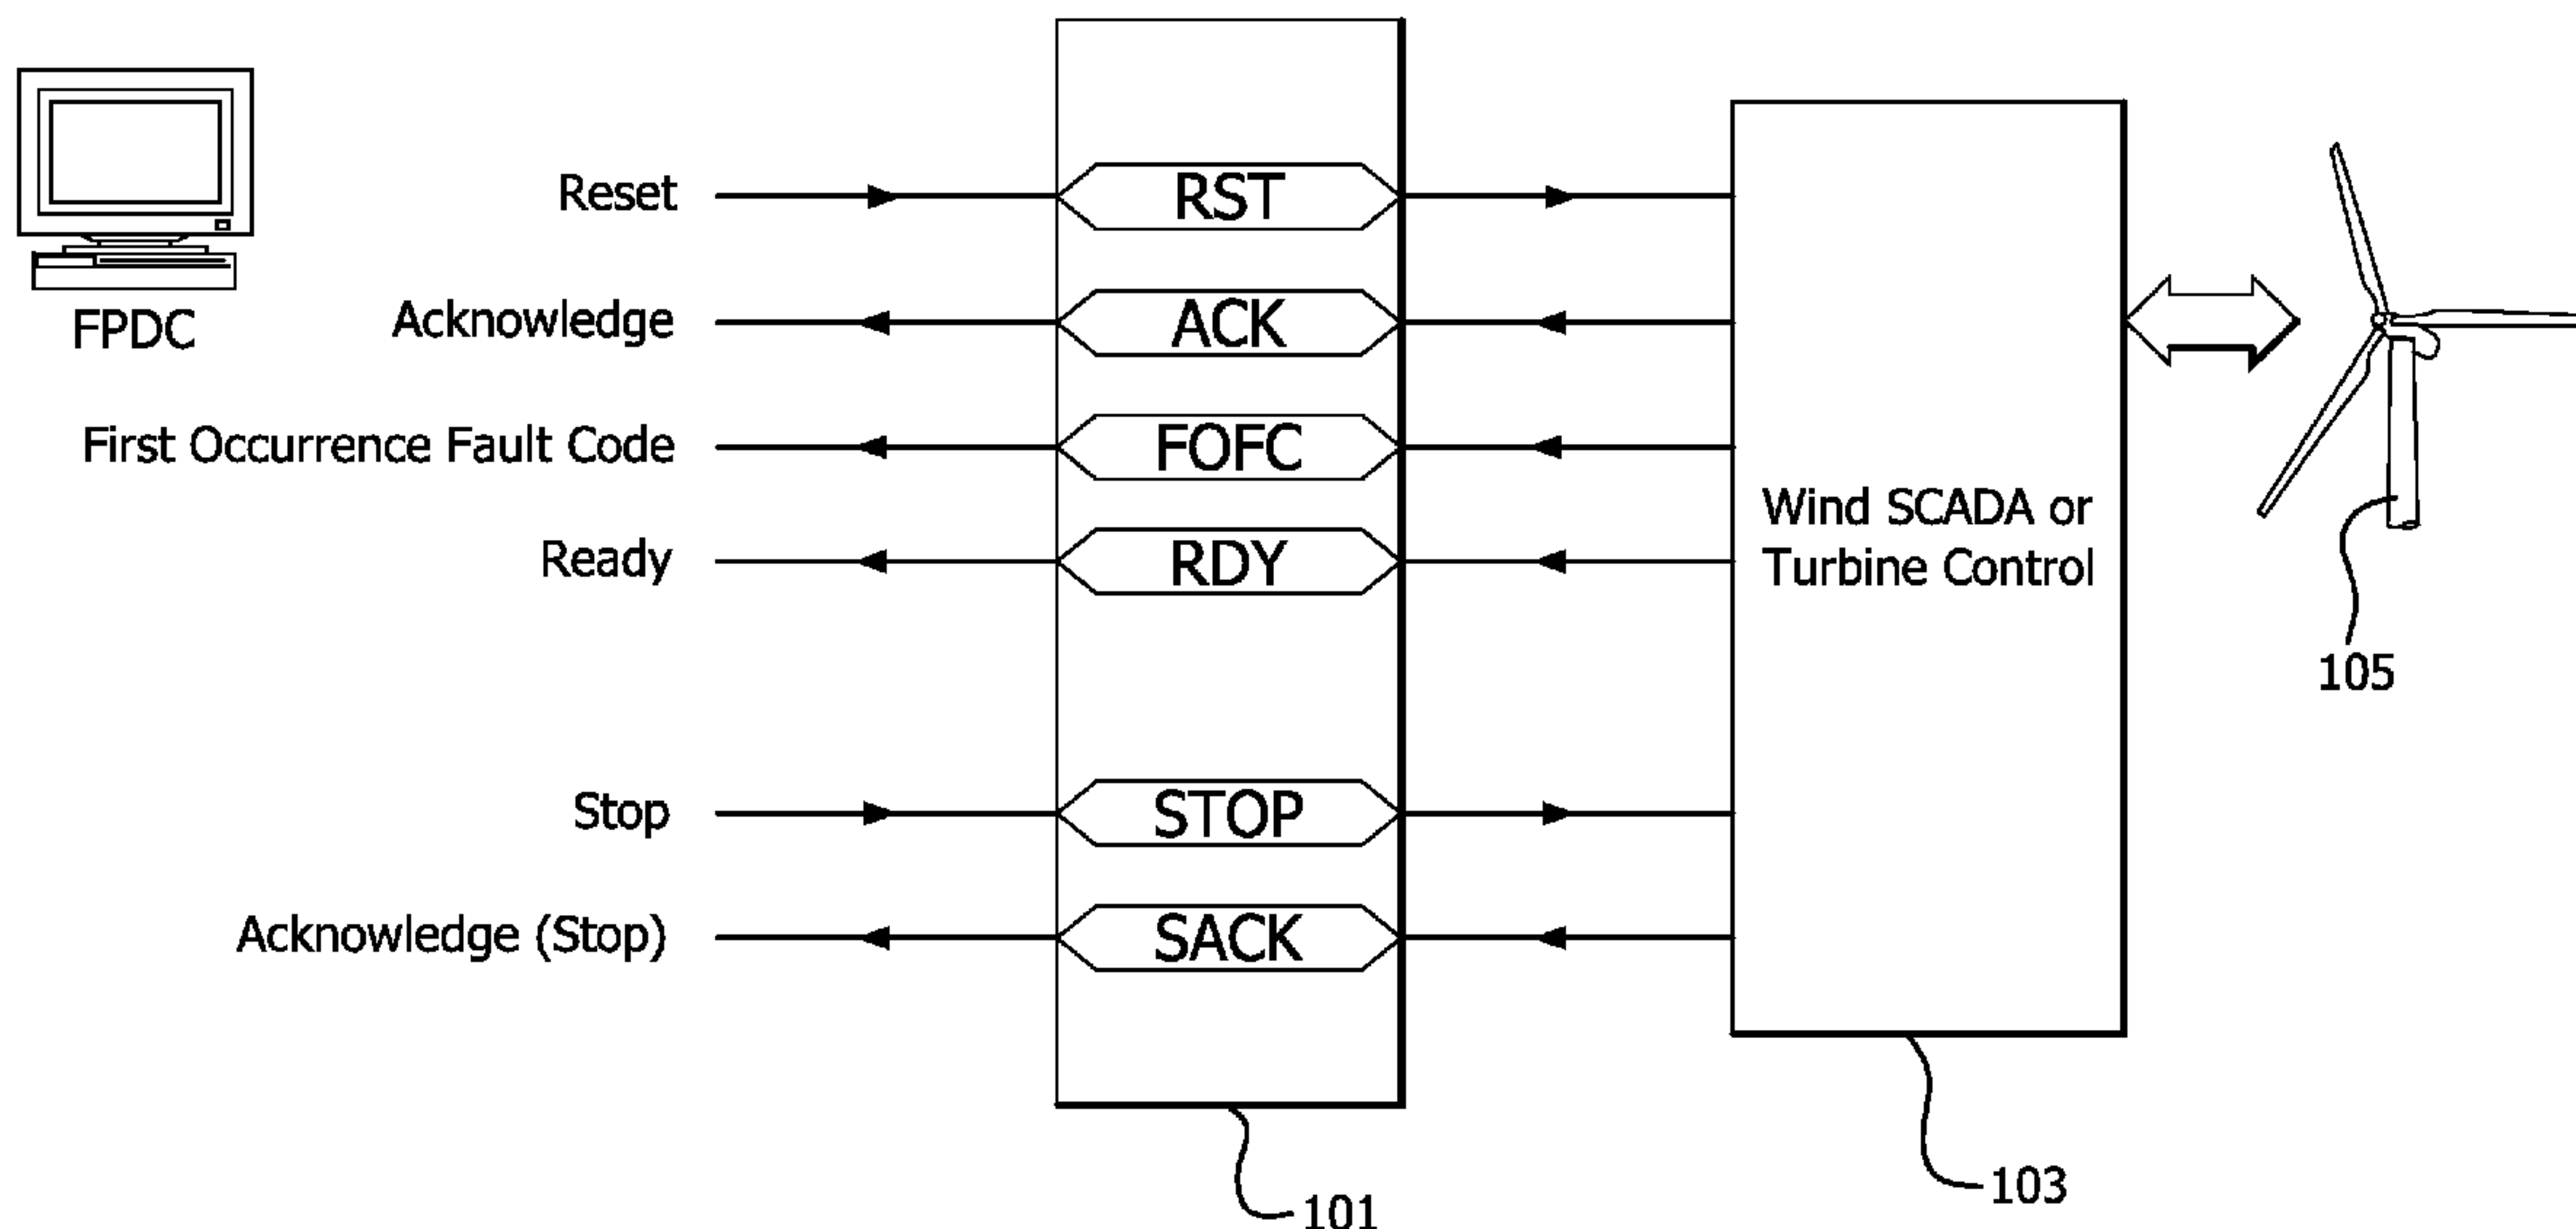 FPDC
Reset
RST
Acknowledge
ACK
First Occurrence Fault Code
FOFC
Ready
RDY
Stop
STOP
Acknowledge (Stop)
SACK
Wind SCADA or
Turbine Control
105
103
101